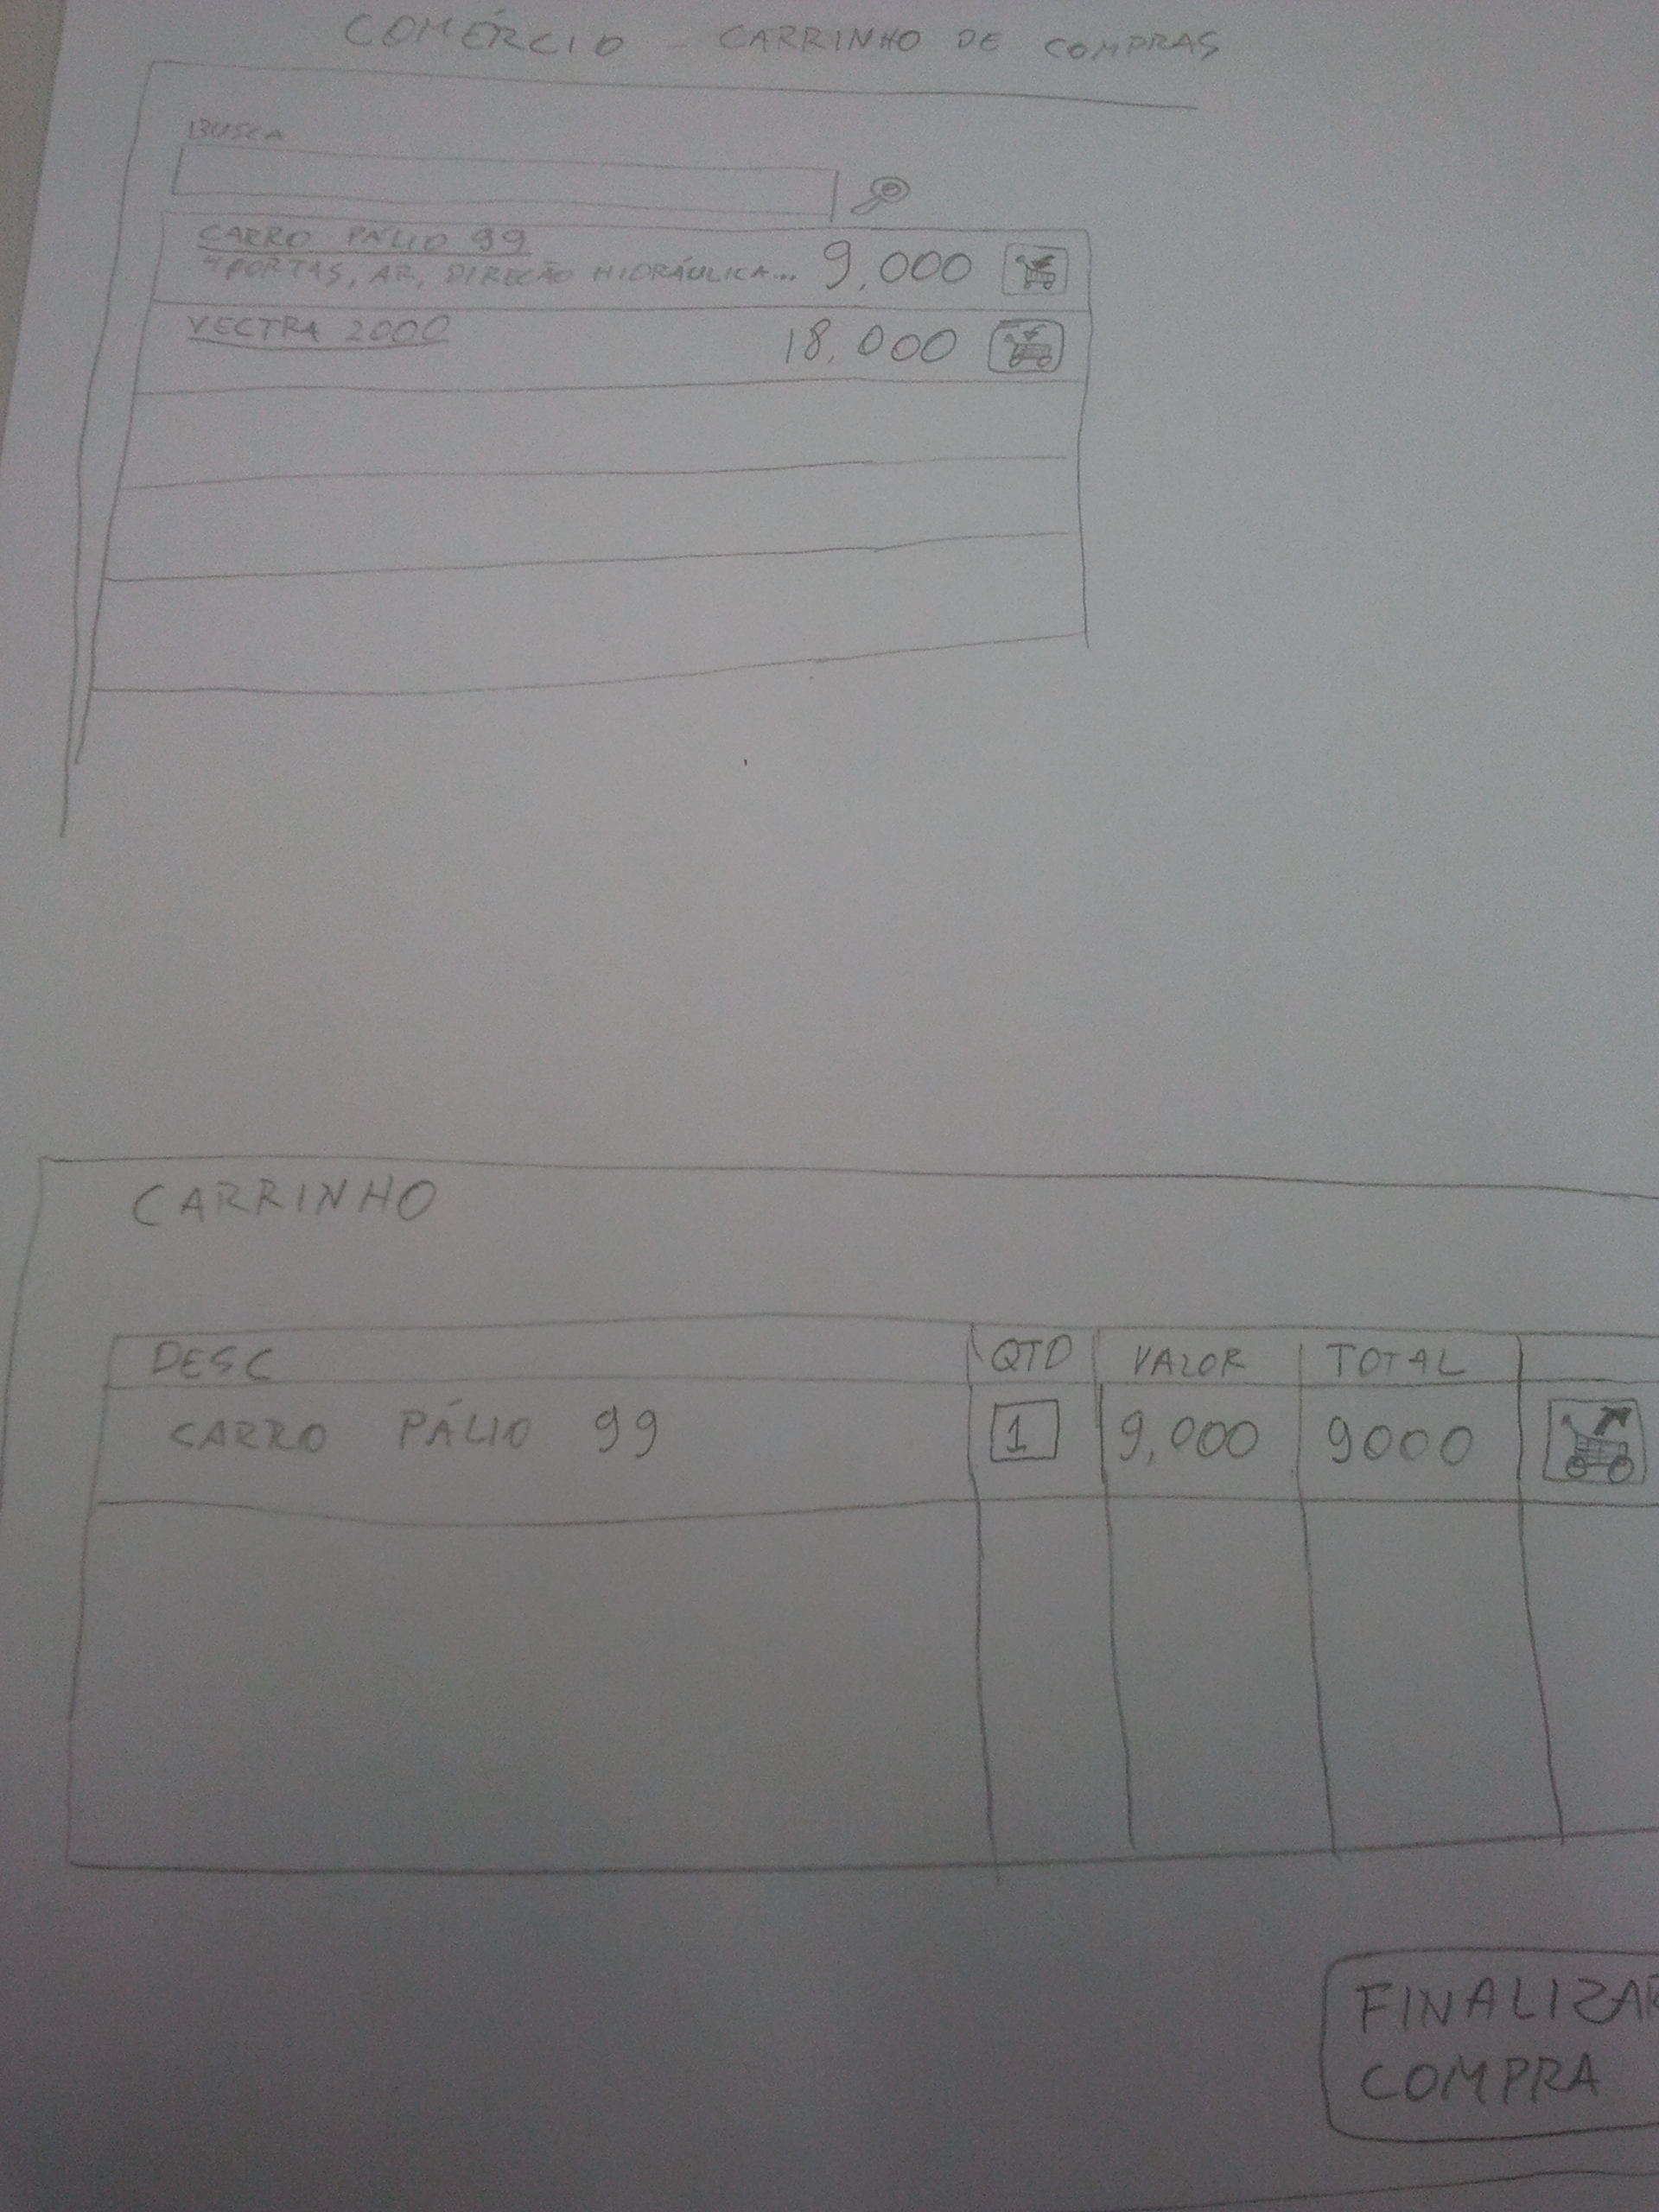 COMÉRCIO - CARRINHO DE COMPRAS
BUSCA
CARRO PÁLIO 99
4 PORTAS, AR, DIREÇÃO HIDRÁULICA... 9,000
VECTRA 2000 18,000
CARRINHO
DESC QTD VALOR TOTAL
CARRO PÁLIO 99 1 9,000 9000
FINALIZAR
COMPRA